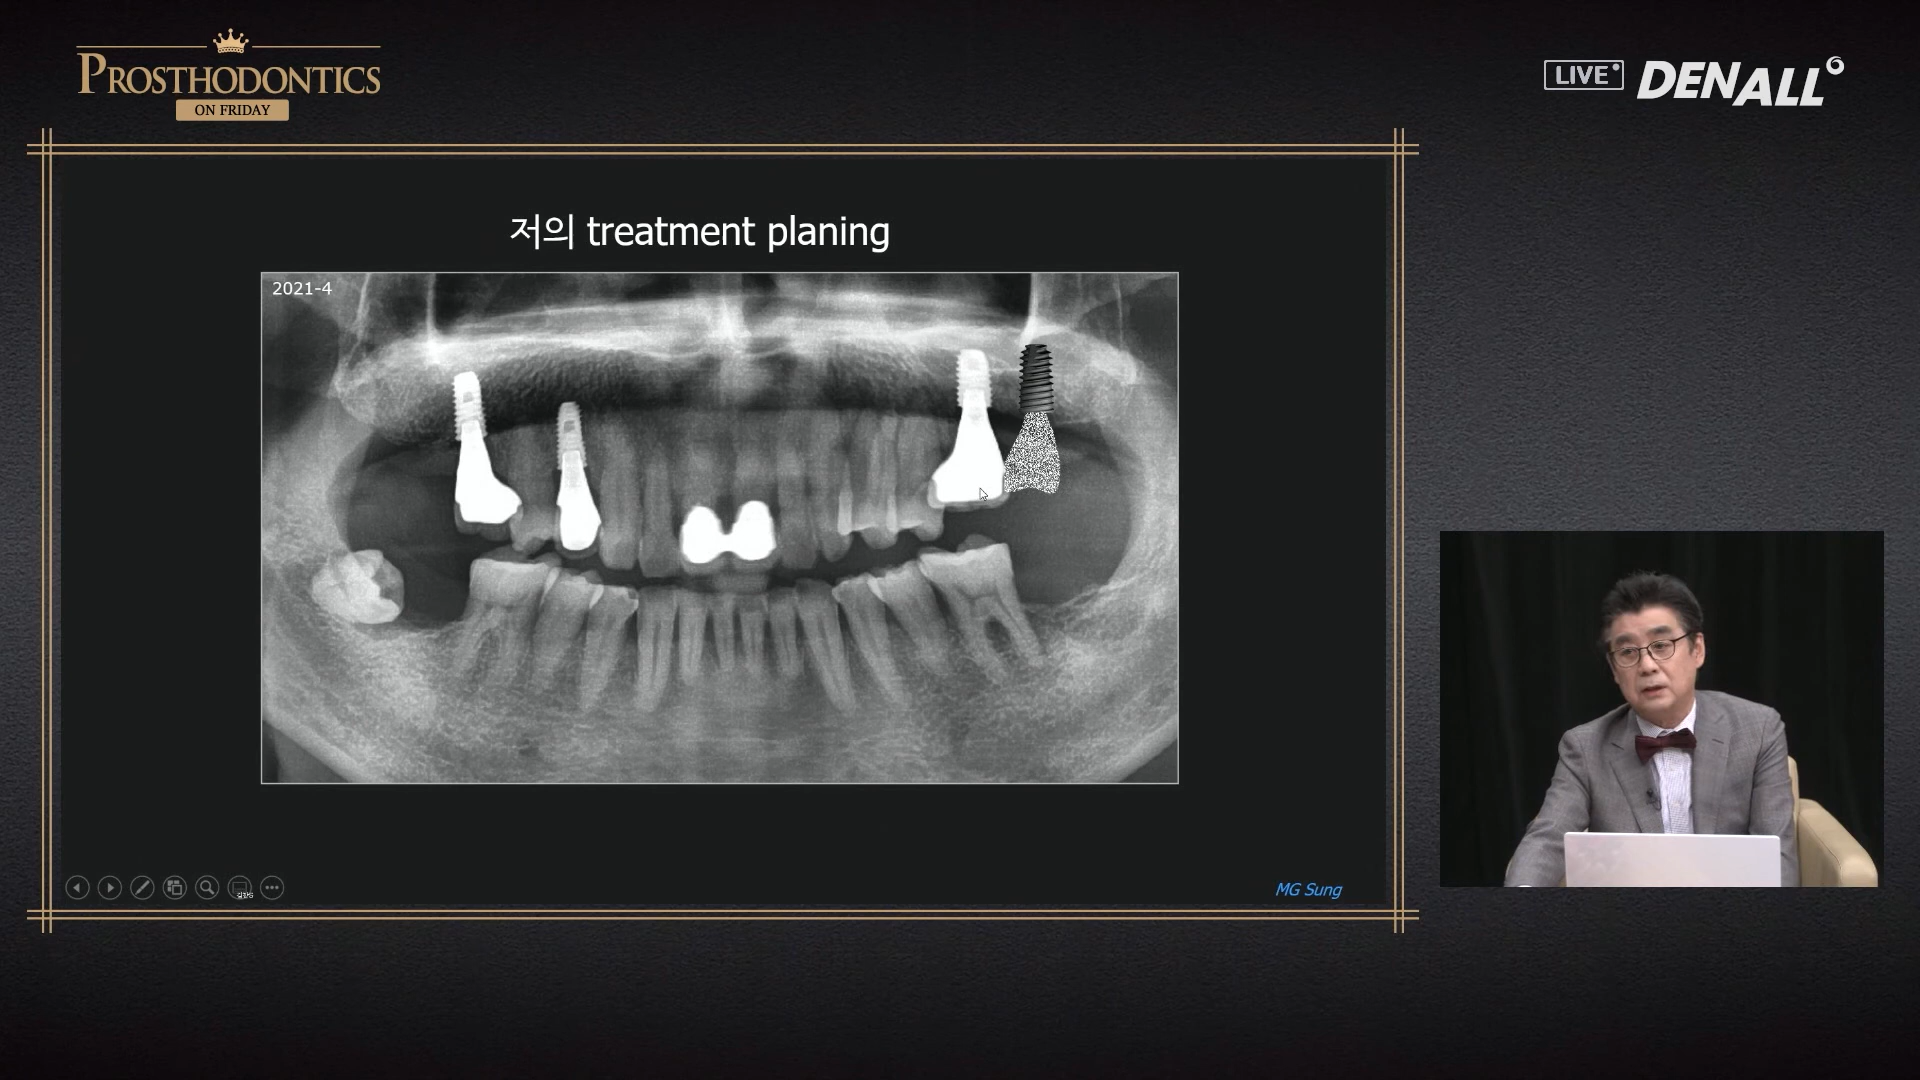 PROSTHODONTICS
ON FRIDAY
LIVE
DENALL
저의 treatment planing
2021-4
MG Sung